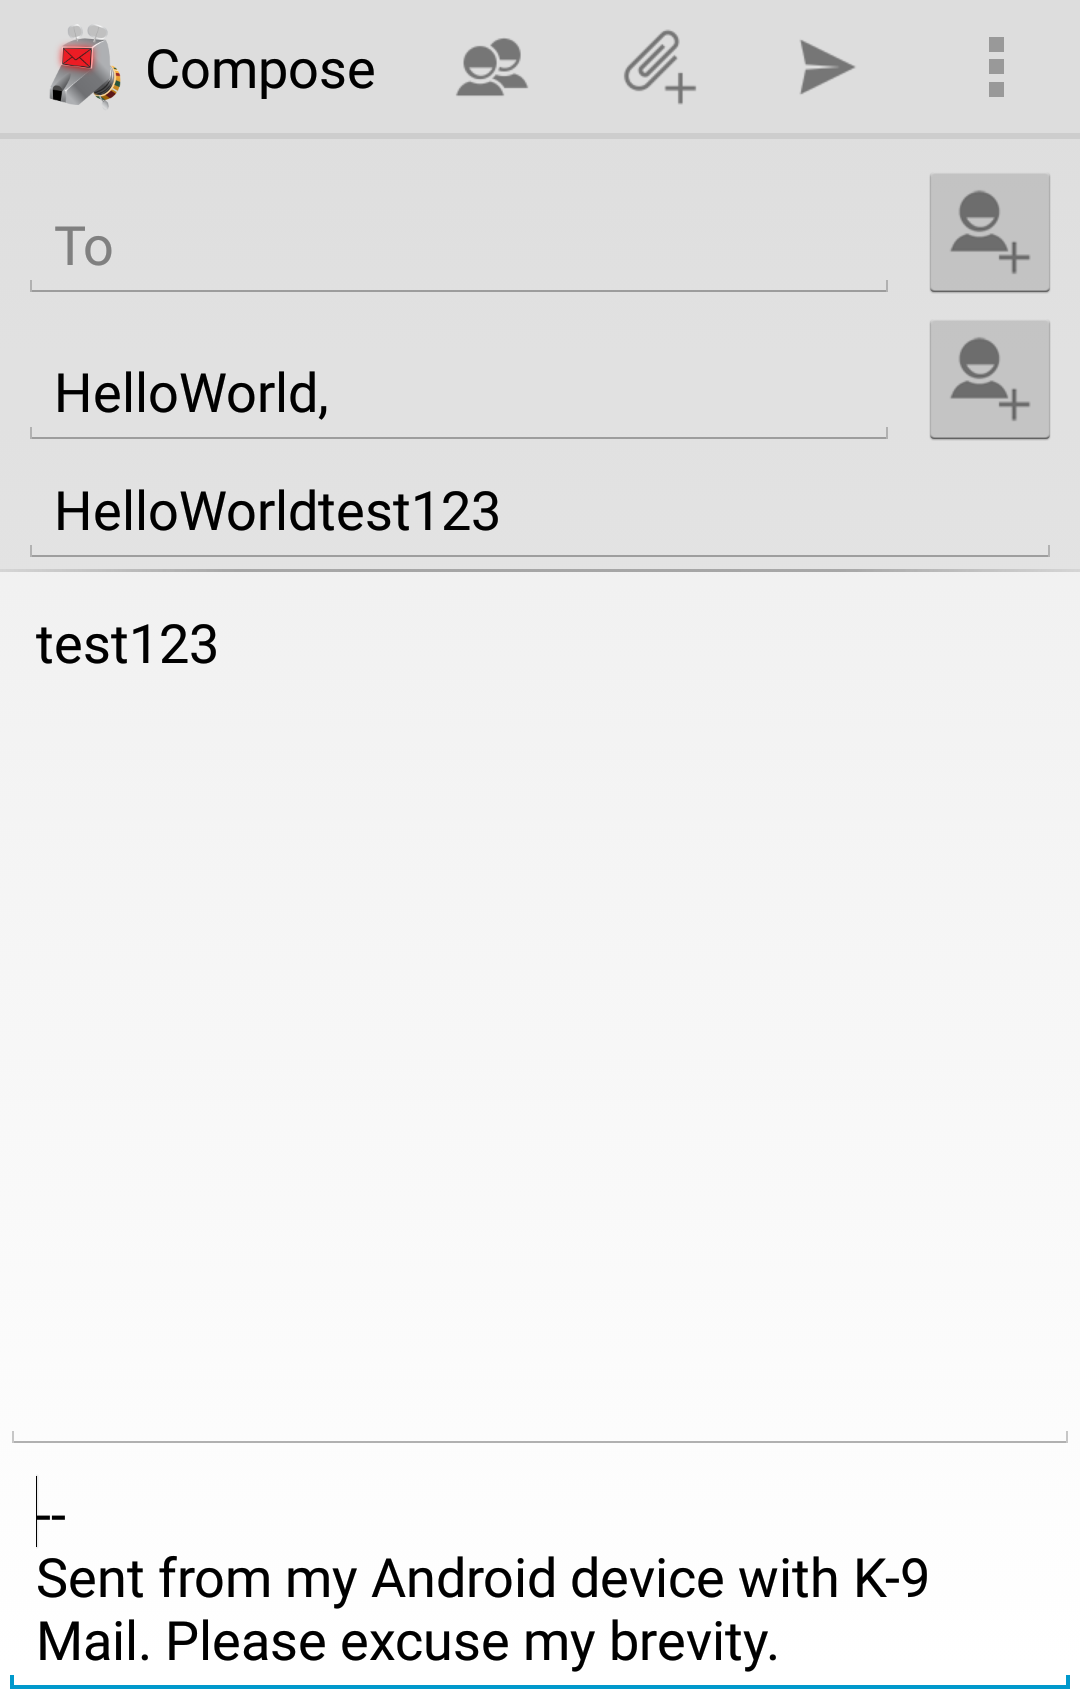 Compose
To
HelloWorld,
HelloWorldtest123
test123
--
Sent from my Android device with K-9
Mail. Please excuse my brevity.